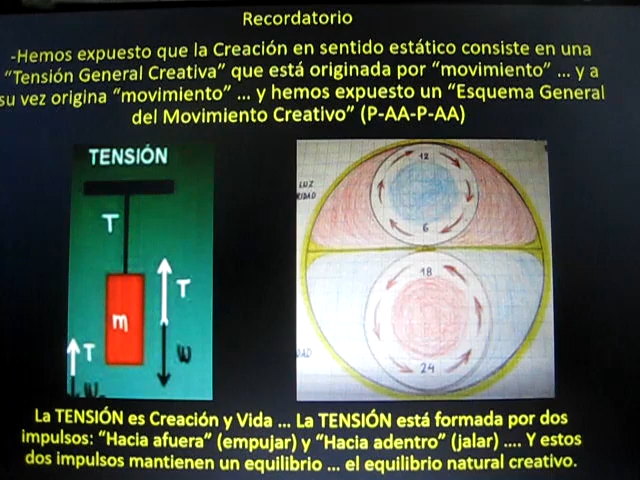 Recordatorio
-Hemos expuesto que la Creación en sentido estático consiste en una
“Tensión General Creativa” que está originada por “movimiento” ... y a
su vez origina “movimiento” ... y hemos expuesto un “Esquema General
del Movimiento Creativo” (P-AA-P-AA)
TENSIÓN
T
m
T
W
T
12
6
18
24
LUZ
La TENSIÓN es Creación y Vida ... La TENSIÓN está formada por dos
impulsos: “Hacia afuera” (empujar) y “Hacia adentro” (jalar) .... Y estos
dos impulsos mantienen un equilibrio ... el equilibrio natural creativo.